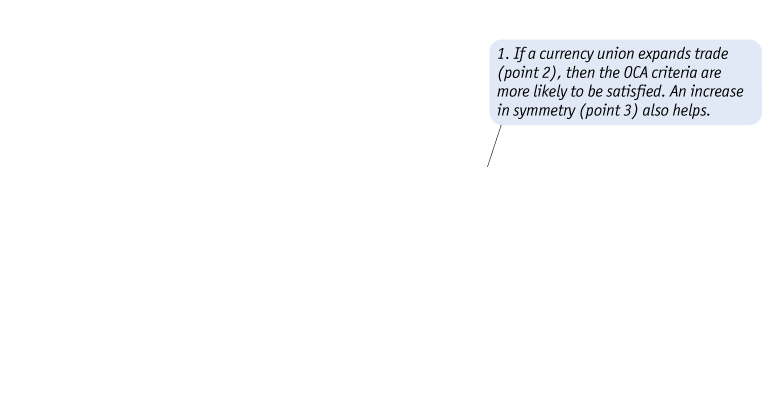 1. If a currency union expands trade
(point 2), then the OCA criteria are
more likely to be satisfied. An increase
in symmetry (point 3) also helps.